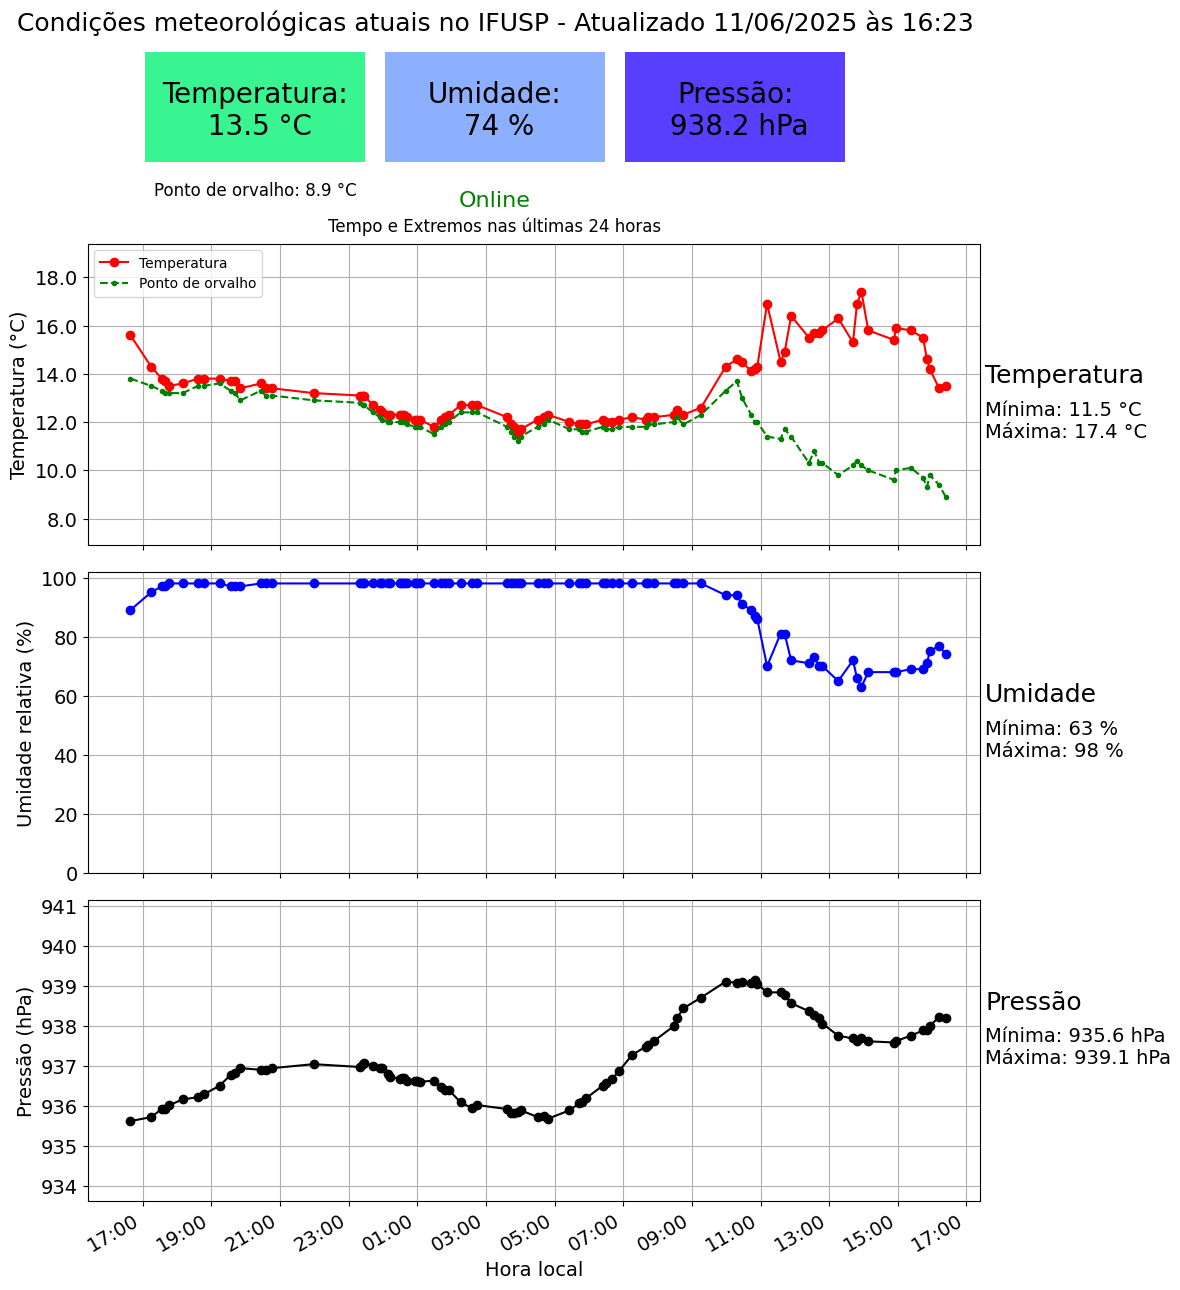 Condições meteorológicas atuais no IFUSP - Atualizado 11/06/2025 às 16:23
Temperatura:
13.5 °C
Umidade:
74 %
Pressão:
938.2 hPa
Ponto de orvalho: 8.9 °C
Online
Tempo e Extremos nas últimas 24 horas
Temperatura
Ponto de orvalho
Temperatura (°C)
18.0
16.0
14.0
12.0
10.0
8.0
Temperatura
Mínima: 11.5 °C
Máxima: 17.4 °C
Umidade relativa (%)
100
80
60
40
20
0
Umidade
Mínima: 63 %
Máxima: 98 %
Pressão (hPa)
941
940
939
938
937
936
935
934
Pressão
Mínima: 935.6 hPa
Máxima: 939.1 hPa
17:00
19:00
21:00
23:00
01:00
03:00
05:00
07:00
09:00
11:00
13:00
15:00
17:00
Hora local